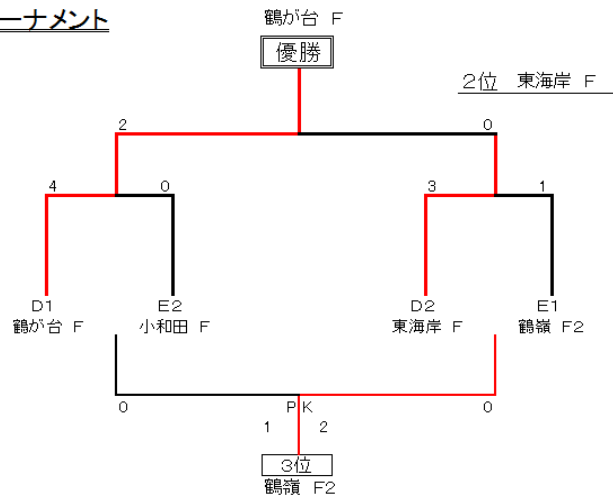 ーナメント
鶴が台 F
優勝
2位 東海岸 F
2 0
4 0 3 1
D1 E2 D2 E1
鶴が台 F 小和田 F 東海岸 F 鶴嶺 F2
0 PK 0
1 2
3位
鶴嶺 F2